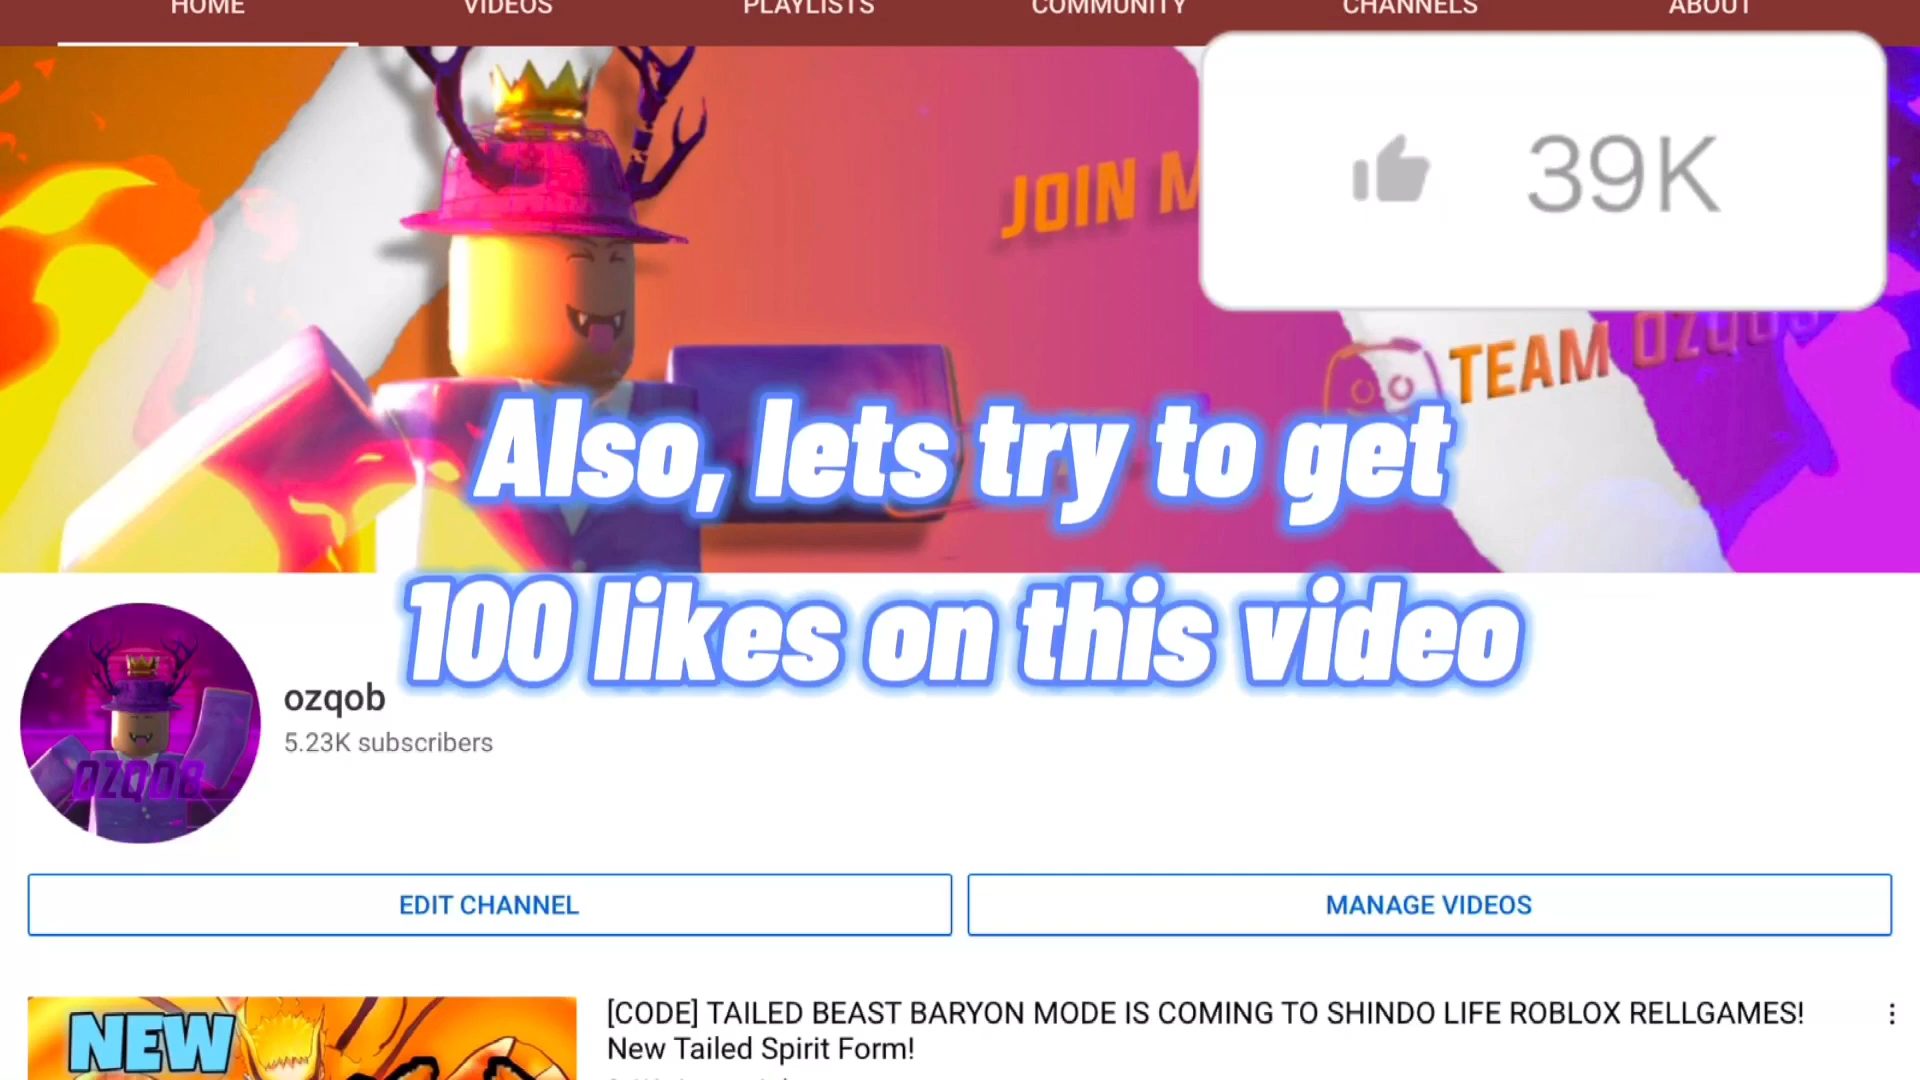 HOME VIDEOS PLAYLISTS COMMUNITY CHANNELS ABOUT
39K
JOIN
TEAM OZQOB
Also, lets try to get
100 likes on this video
OZQOB
ozqob
5.23K subscribers
EDIT CHANNEL MANAGE VIDEOS
NEW
[CODE] TAILED BEAST BARYON MODE IS COMING TO SHINDO LIFE ROBLOX RELLGAMES!
New Tailed Spirit Form!